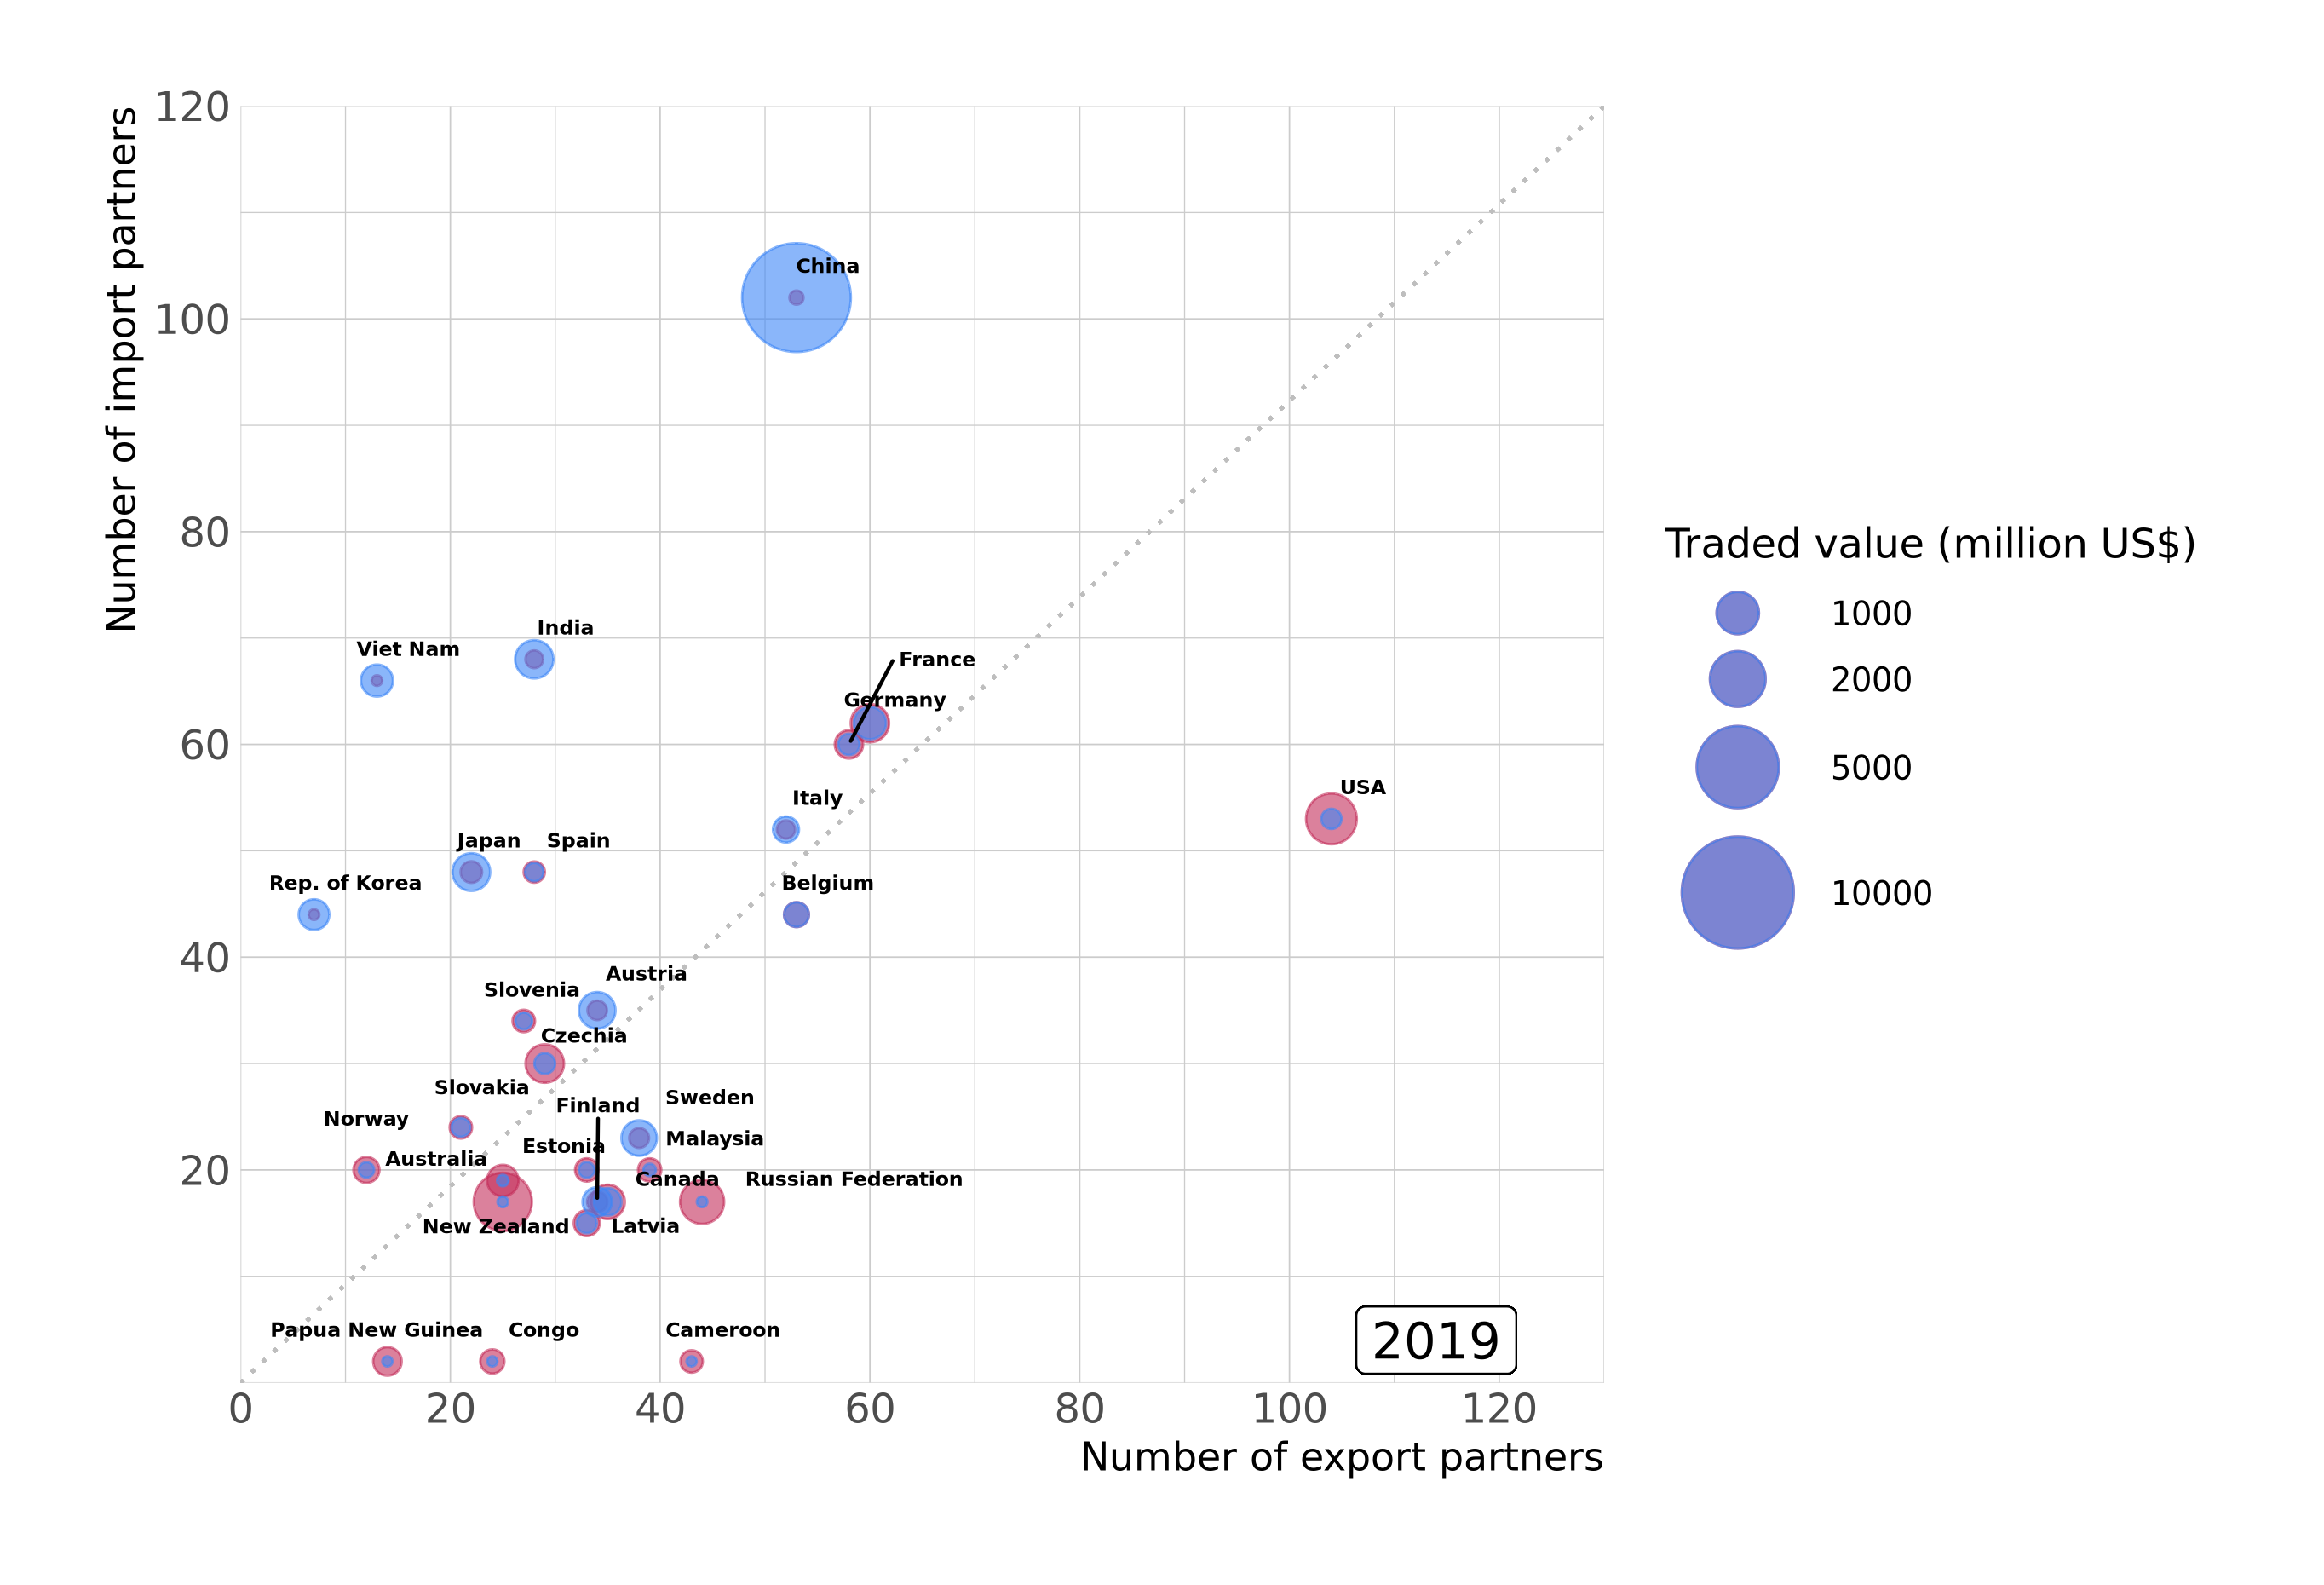 120
100
80
60
40
20
Number of import partners
China
India
Viet Nam
France
Germany
Italy
USA
Japan
Spain
Rep. of Korea
Belgium
Austria
Slovenia
Czechia
Slovakia
Sweden
Finland
Norway
Malaysia
Estonia
Australia
Canada
Russian Federation
New Zealand
Latvia
Papua New Guinea
Congo
Cameroon
2019
0
20
40
60
80
100
120
Number of export partners
Traded value (million US$)
1000
2000
5000
10000